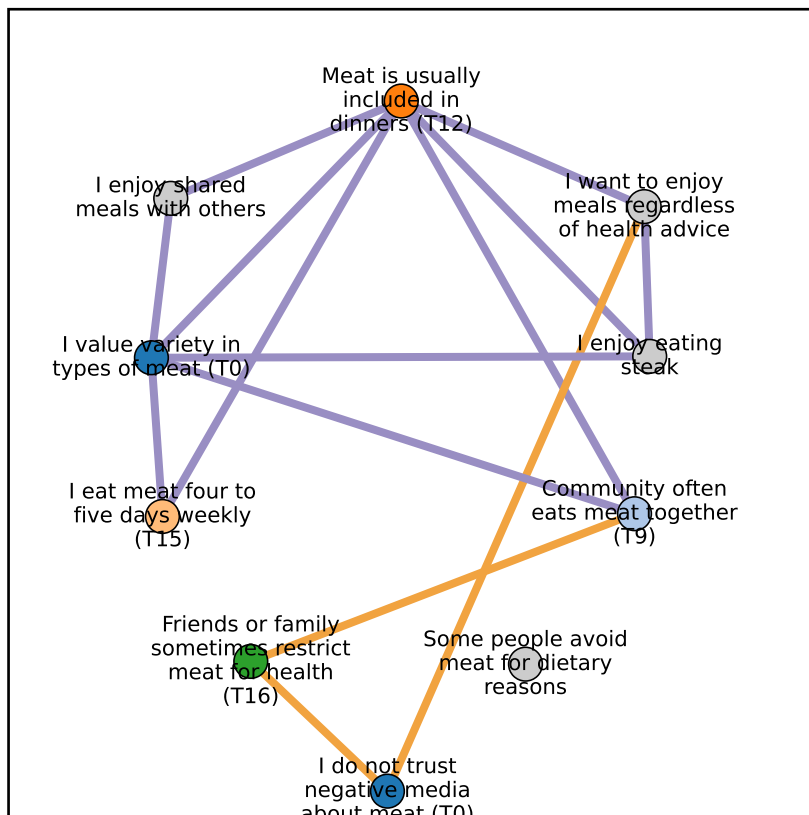 Meat is usually
included in
dinners (T12)
I enjoy shared
meals with others
I want to enjoy
meals regardless
of health advice
I value variety in
types of meat (T0)
I enjoy eating
steak
I eat meat four to
five days weekly
(T15)
Community often
eats meat together
(T9)
Friends or family
sometimes restrict
meat for health
(T16)
Some people avoid
meat for dietary
reasons
I do not trust
negative media
about meat (T0)